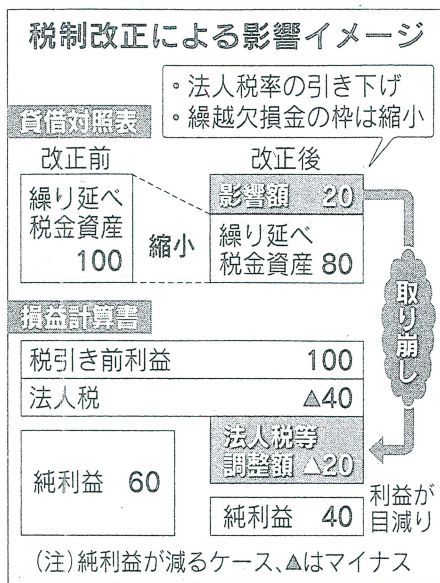 税制改正による影響イメージ
・法人税率の引き下げ
・繰越欠損金の枠は縮小
貸借対照表
改正前
改正後
繰り延べ
税金資産
100
縮小
影響額 20
繰り延べ
税金資産 80
取り崩し
損益計算書
税引き前利益 100
法人税 ▲40
法人税等
調整額 △20
純利益 60
純利益 40
利益が
目減り
(注)純利益が減るケース、▲はマイナス